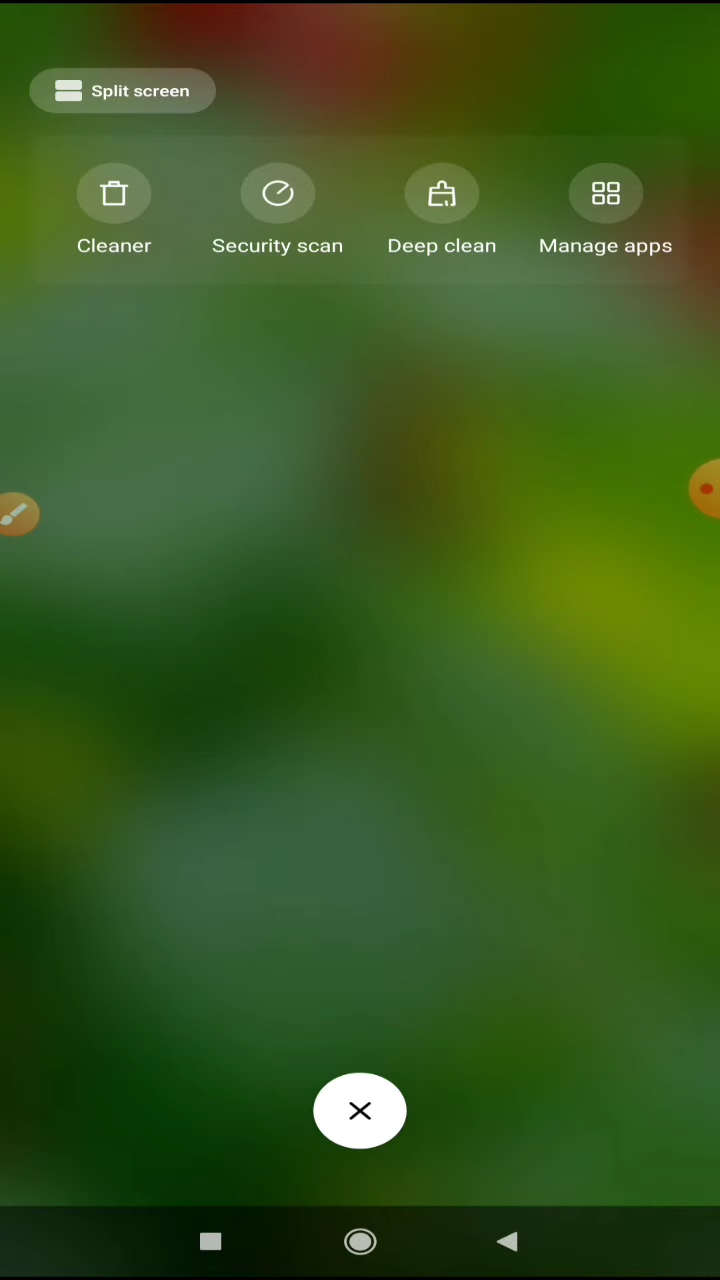 Split screen
Cleaner
Security scan
Deep clean
Manage apps